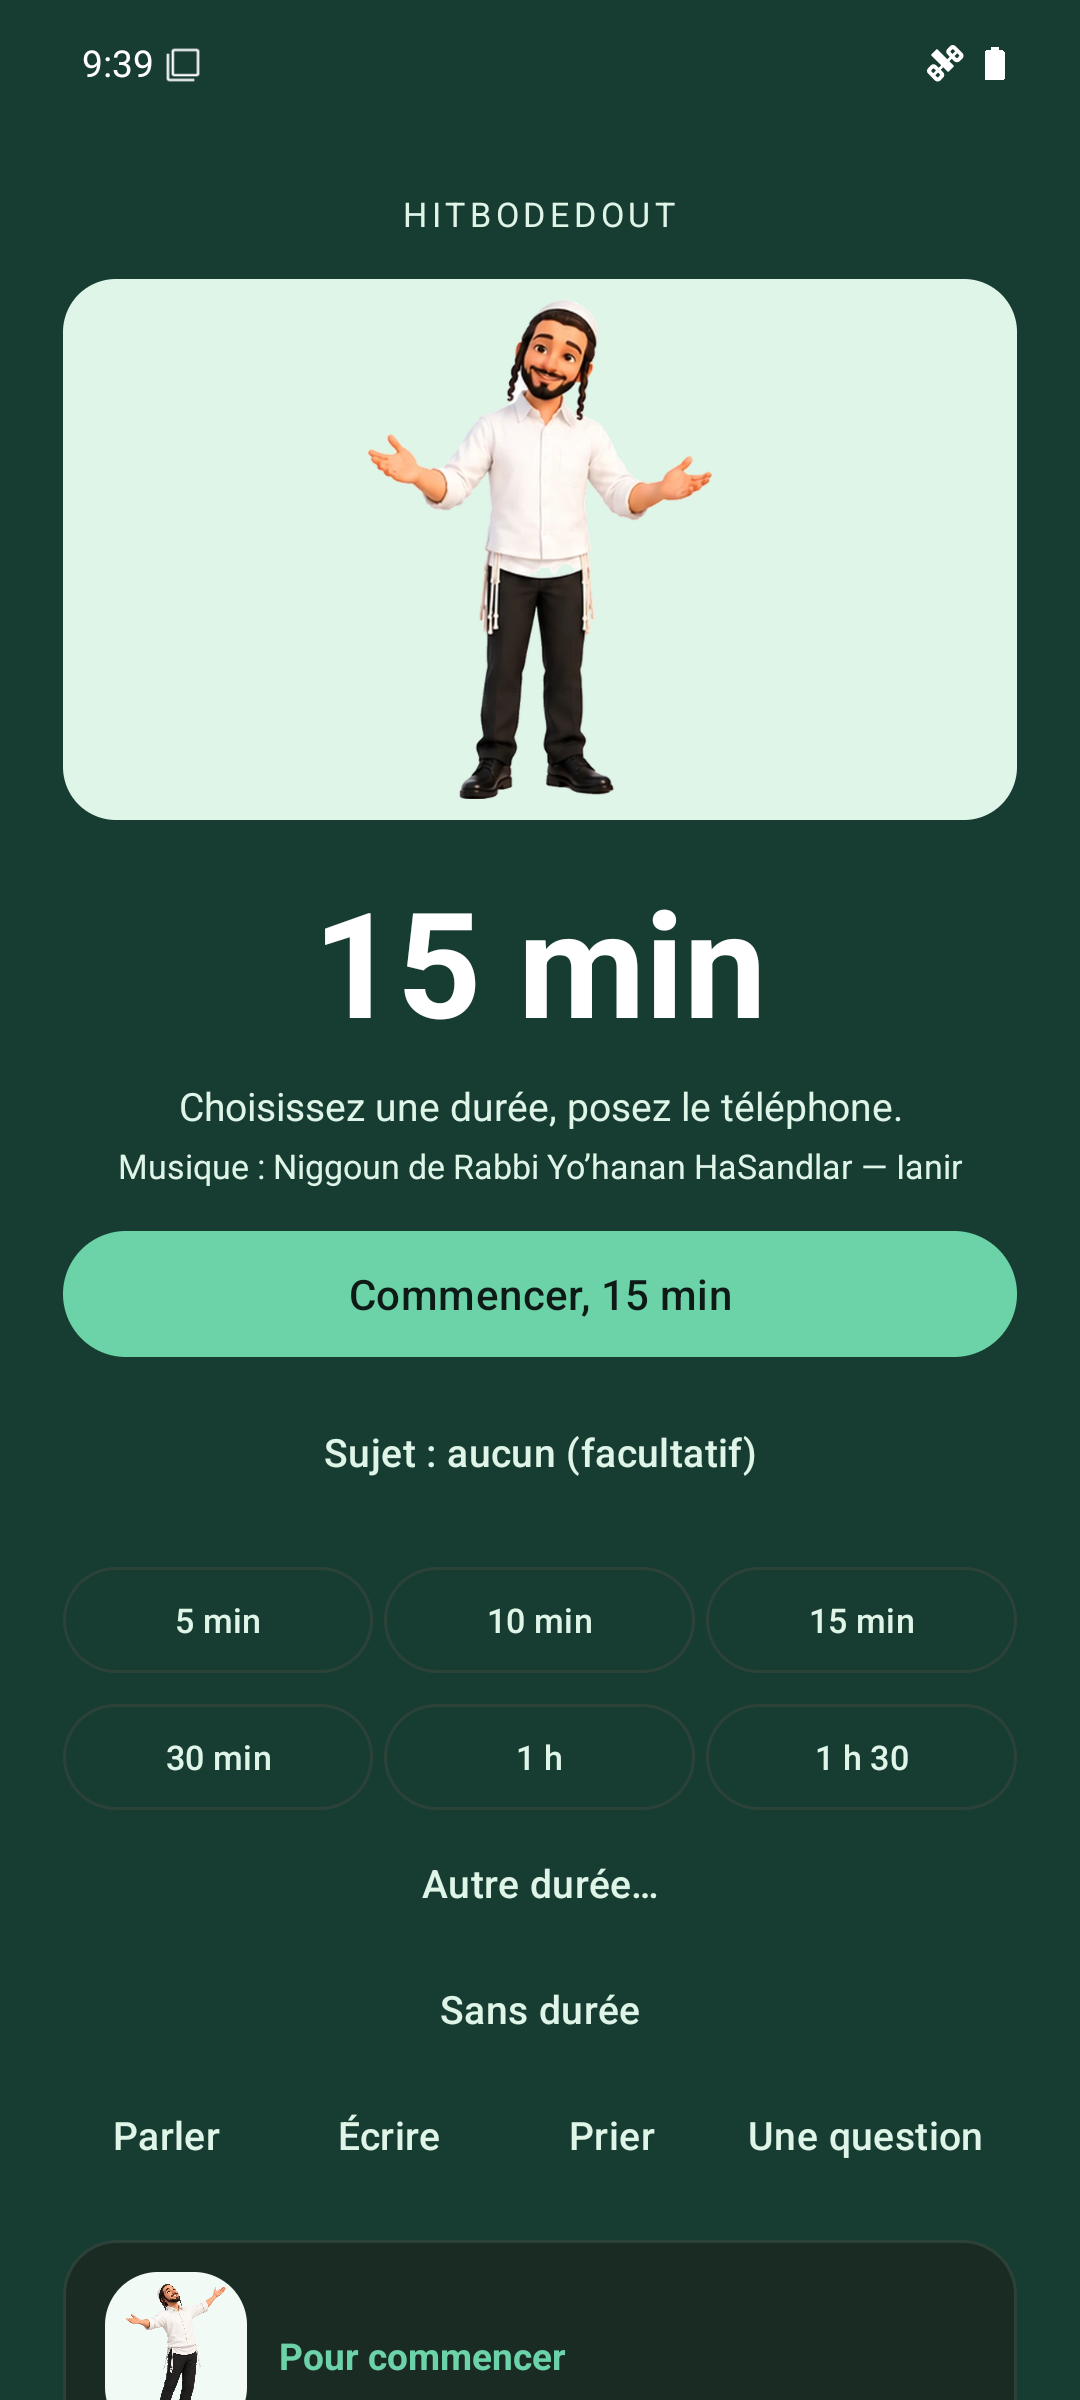 9:39
HITBODEDOUT
15 min
Choisissez une durée, posez le téléphone.
Musique : Niggoun de Rabbi Yo’hanan HaSandlar — Ianir
Commencer, 15 min
Sujet : aucun (facultatif)
5 min 10 min 15 min
30 min 1 h 1 h 30
Autre durée…
Sans durée
Parler Écrire Prier Une question
Pour commencer